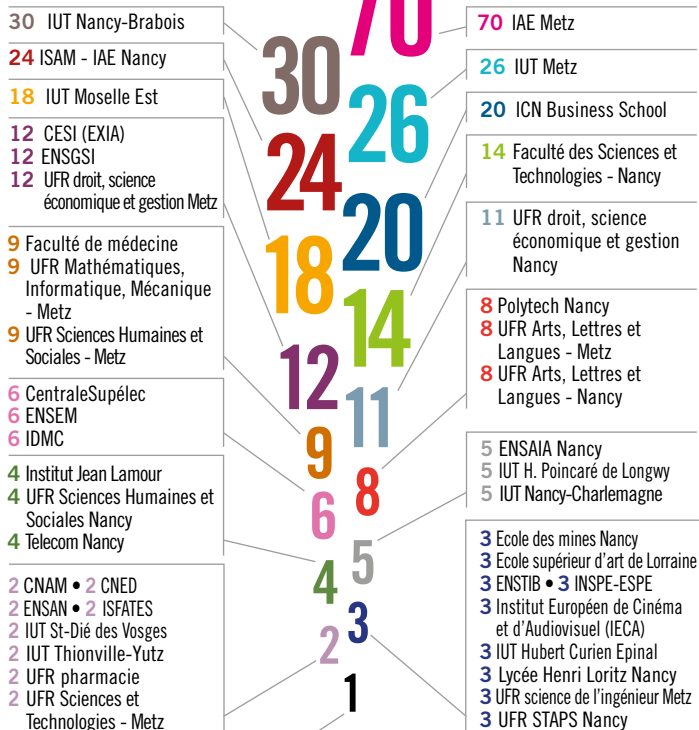 30 IUT Nancy-Brabois
24 ISAM - IAE Nancy
18 IUT Moselle Est
12 CESI (EXIA)
12 ENSGSI
12 UFR droit, science
économique et gestion Metz
9 Faculté de médecine
9 UFR Mathématiques,
Informatique, Mécanique
- Metz
9 UFR Sciences Humaines et
Sociales - Metz
6 CentraleSupélec
6 ENSEM
6 IDMC
4 Institut Jean Lamour
4 UFR Sciences Humaines et
Sociales Nancy
4 Telecom Nancy
2 CNAM • 2 CNED
2 ENSAN • 2 ISFATES
2 IUT St-Dié des Vosges
2 IUT Thionville-Yutz
2 UFR pharmacie
2 UFR Sciences et
Technologies - Metz
70
30
26
24
20
18
14
12
11
9
8
6
5
4
3
2
1
70 IAE Metz
26 IUT Metz
20 ICN Business School
14 Faculté des Sciences et
Technologies - Nancy
11 UFR droit, science
économique et gestion
Nancy
8 Polytech Nancy
8 UFR Arts, Lettres et
Langues - Metz
8 UFR Arts, Lettres et
Langues - Nancy
5 ENSAIA Nancy
5 IUT H. Poincaré de Longwy
5 IUT Nancy-Charlemagne
3 Ecole des mines Nancy
3 Ecole supérieur d'art de Lorraine
3 ENSTIB • 3 INSPE-ESPE
3 Institut Européen de Cinéma
et d'Audiovisuel (IECA)
3 IUT Hubert Curien Epinal
3 Lycée Henri Loritz Nancy
3 UFR science de l'ingénieur Metz
3 UFR STAPS Nancy